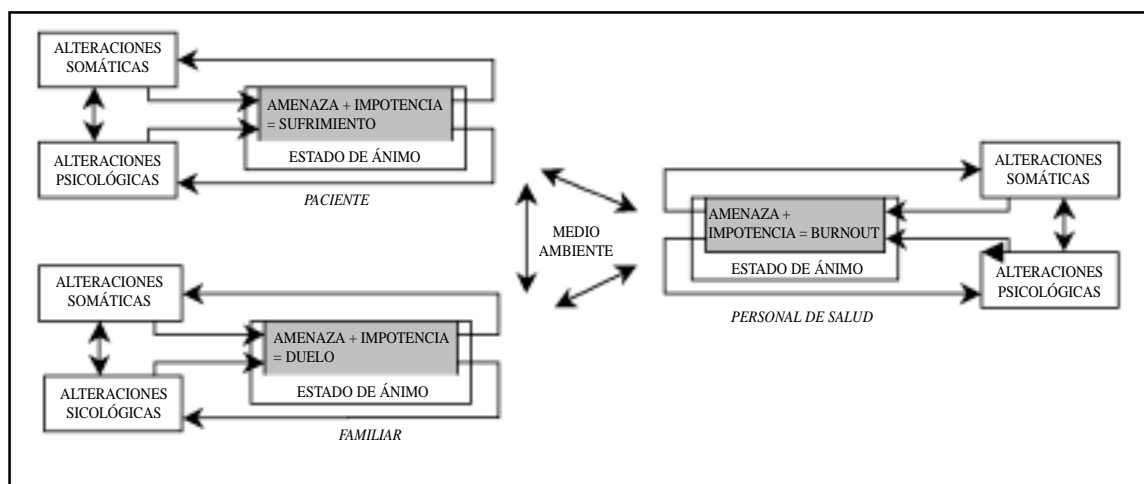 ALTERACIONES
SOMÁTICAS
AMENAZA + IMPOTENCIA
= SUFRIMIENTO
ESTADO DE ÁNIMO
ALTERACIONES
PSICOLÓGICAS
PACIENTE
MEDIO
AMBIENTE
ALTERACIONES
SOMÁTICAS
AMENAZA + IMPOTENCIA
= DUELO
ESTADO DE ÁNIMO
ALTERACIONES
SICOLÓGICAS
FAMILIAR
ALTERACIONES
SOMÁTICAS
AMENAZA +
IMPOTENCIA = BURNOUT
ESTADO DE ÁNIMO
ALTERACIONES
PSICOLÓGICAS
PERSONAL DE SALUD